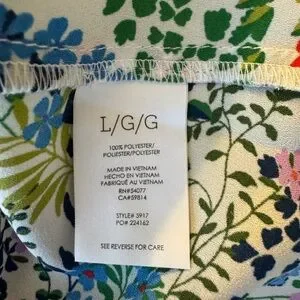 L/G/G
100% POLYESTER/
POLIESTER/POLYESTER
MADE IN VIETNAM
HECHO EN VIETNAM
FABRIQUÉ AU VIETNAM
RN#54077
CA#59814
STYLE# 3917
PO# 224162
SEE REVERSE FOR CARE